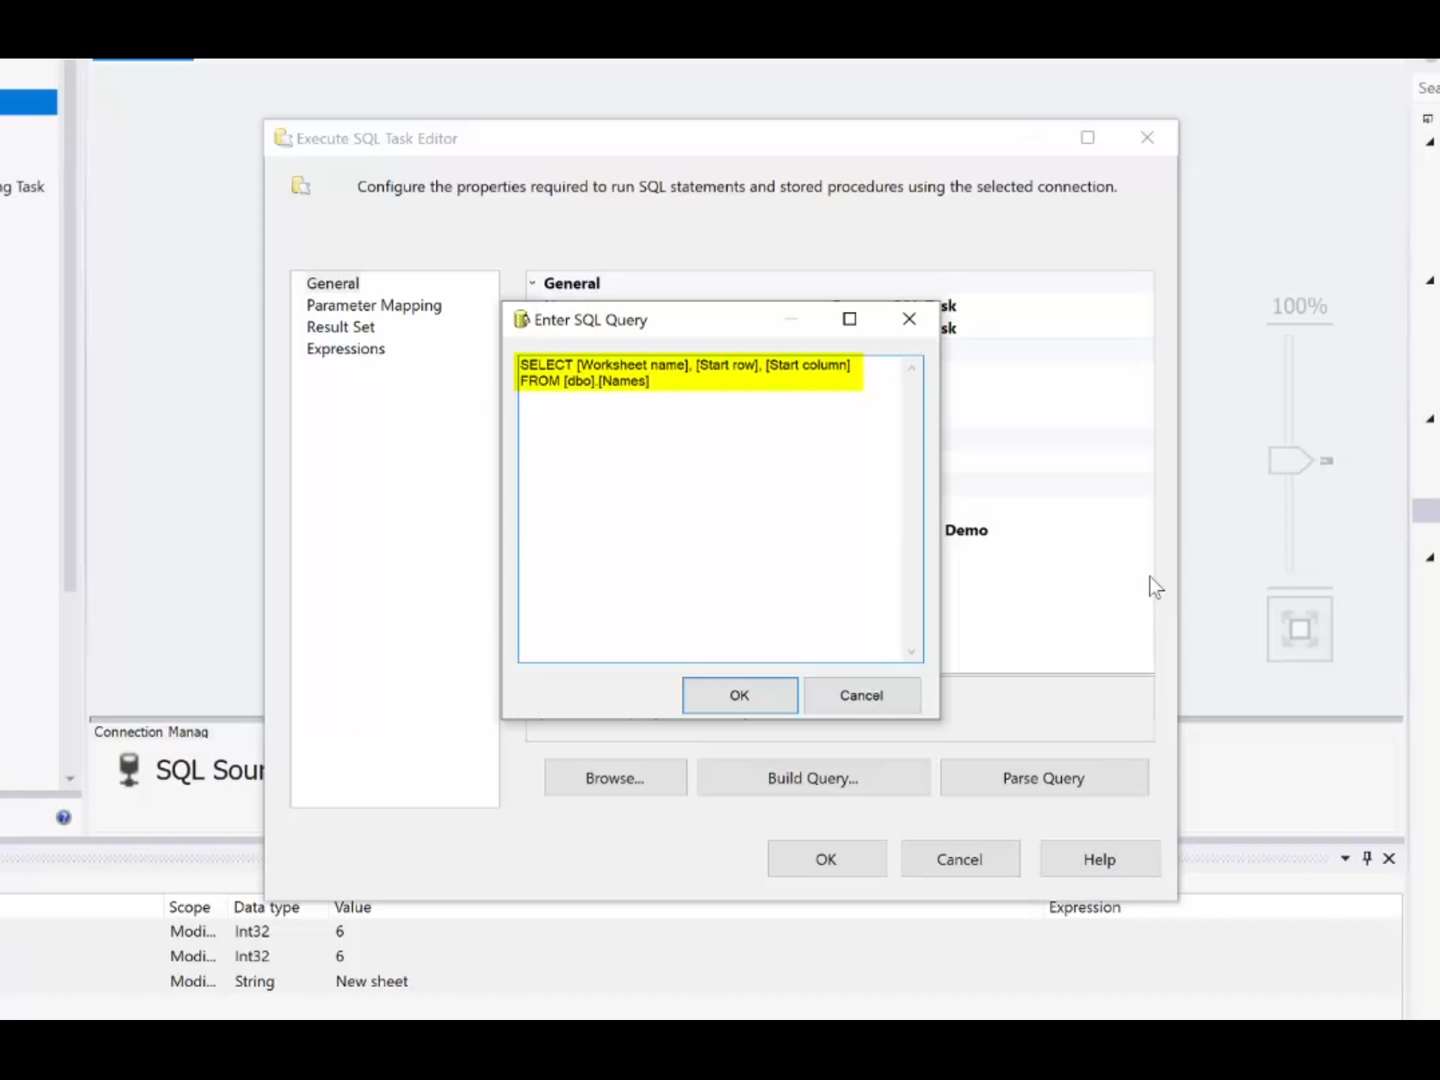 Sea
ng Task
Execute SQL Task Editor
Configure the properties required to run SQL statements and stored procedures using the selected connection.
General
Parameter Mapping
Result Set
Expressions
General
sk
sk
Demo
Enter SQL Query
SELECT [Worksheet name], [Start row], [Start column]
FROM [dbo].[Names]
OK
Cancel
Browse...
Build Query...
Parse Query
OK
Cancel
Help
100%
Connection Manag
SQL Sour
Scope Data type Value Expression
Modi... Int32 6
Modi... Int32 6
Modi... String New sheet